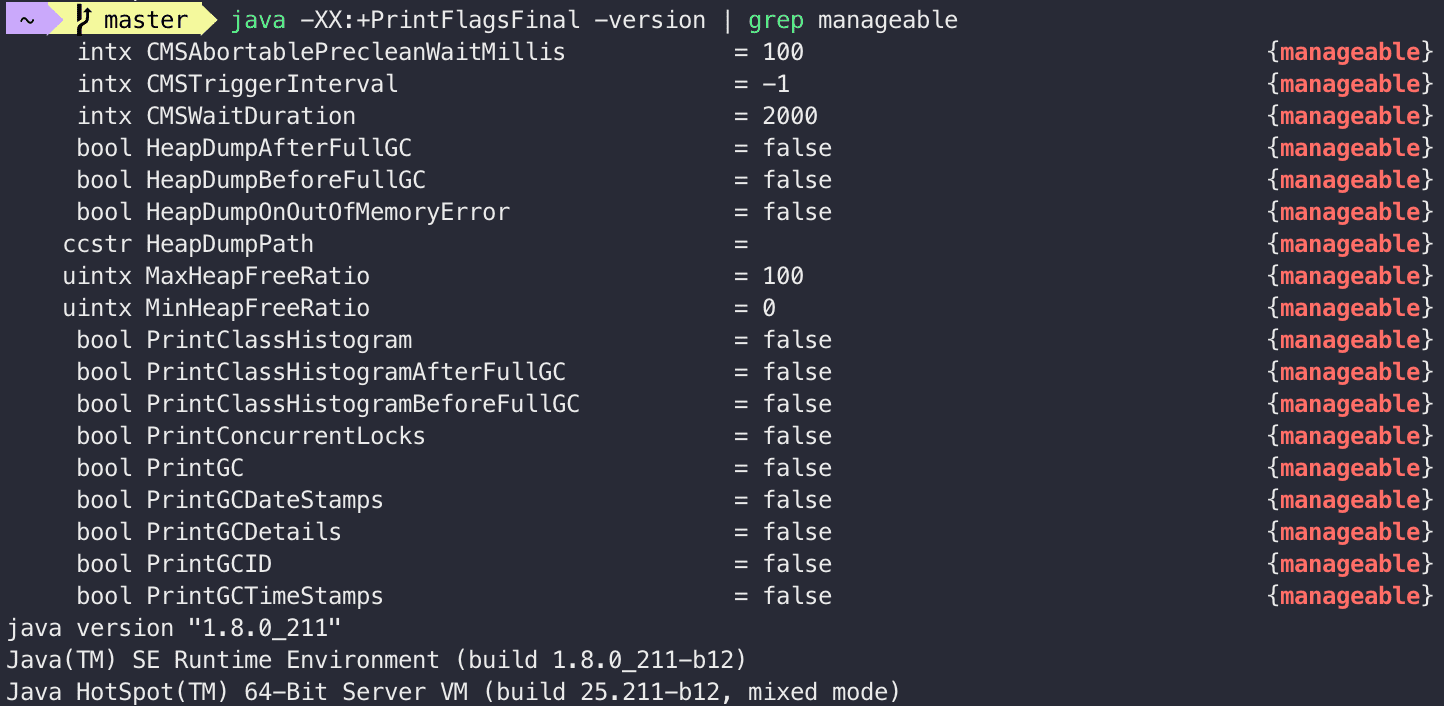 ~ master java -XX:+PrintFlagsFinal -version | grep manageable
intx CMSAbortablePrecleanWaitMillis = 100 {manageable}
intx CMSTriggerInterval = -1 {manageable}
intx CMSWaitDuration = 2000 {manageable}
bool HeapDumpAfterFullGC = false {manageable}
bool HeapDumpBeforeFullGC = false {manageable}
bool HeapDumpOnOutOfMemoryError = false {manageable}
ccstr HeapDumpPath = {manageable}
uintx MaxHeapFreeRatio = 100 {manageable}
uintx MinHeapFreeRatio = 0 {manageable}
bool PrintClassHistogram = false {manageable}
bool PrintClassHistogramAfterFullGC = false {manageable}
bool PrintClassHistogramBeforeFullGC = false {manageable}
bool PrintConcurrentLocks = false {manageable}
bool PrintGC = false {manageable}
bool PrintGCDateStamps = false {manageable}
bool PrintGCDetails = false {manageable}
bool PrintGCID = false {manageable}
bool PrintGCTimeStamps = false {manageable}
java version "1.8.0_211"
Java(TM) SE Runtime Environment (build 1.8.0_211-b12)
Java HotSpot(TM) 64-Bit Server VM (build 25.211-b12, mixed mode)